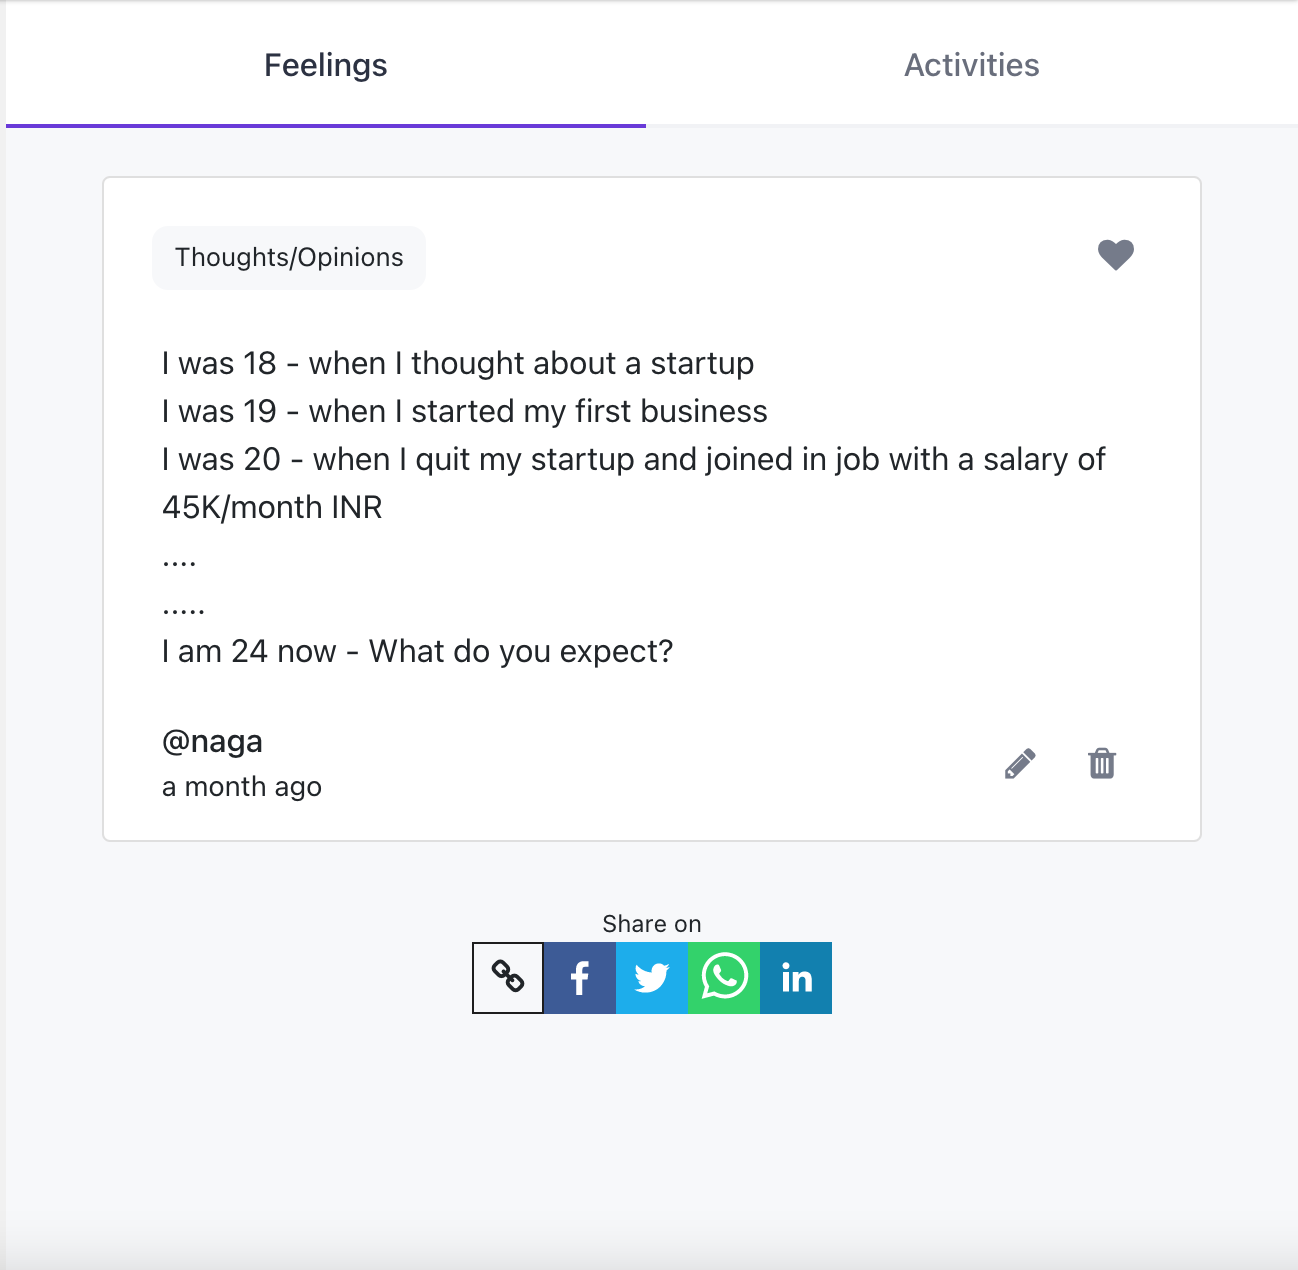 Feelings
Activities
Thoughts/Opinions
I was 18 - when I thought about a startup
I was 19 - when I started my first business
I was 20 - when I quit my startup and joined in job with a salary of
45K/month INR
....
.....
I am 24 now - What do you expect?
@naga
a month ago
Share on